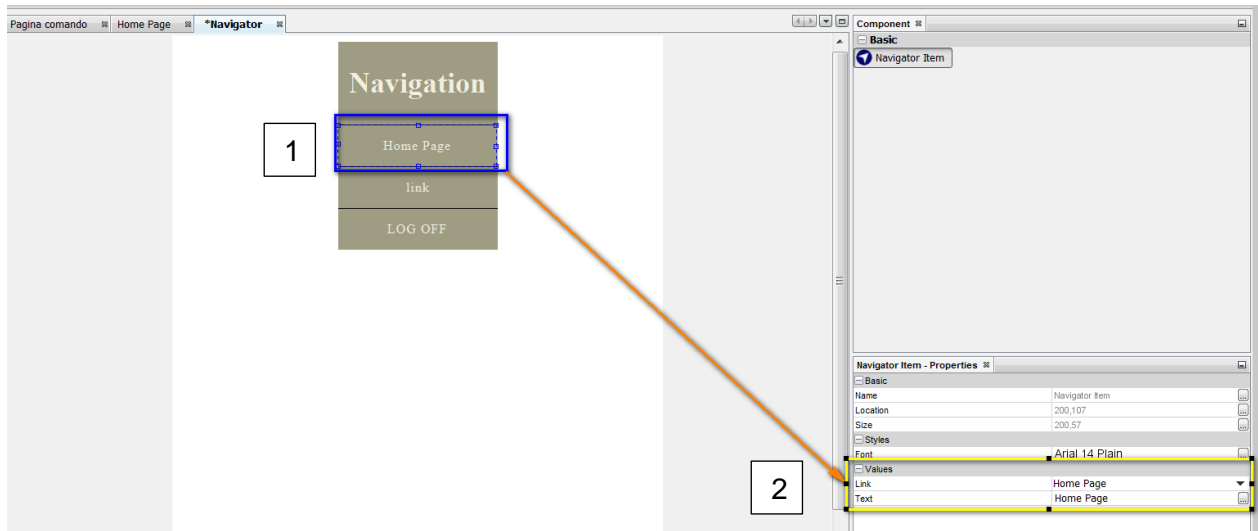 Pagina comando Home Page *Navigator
Component
Basic
Navigator Item
Navigation
1
Home Page
link
LOG OFF
Navigator Item - Properties
Basic
Name Navigator Item
Location 200,107
Size 200,57
Styles
Font Arial 14 Plain
Values
2
Link Home Page
Text Home Page